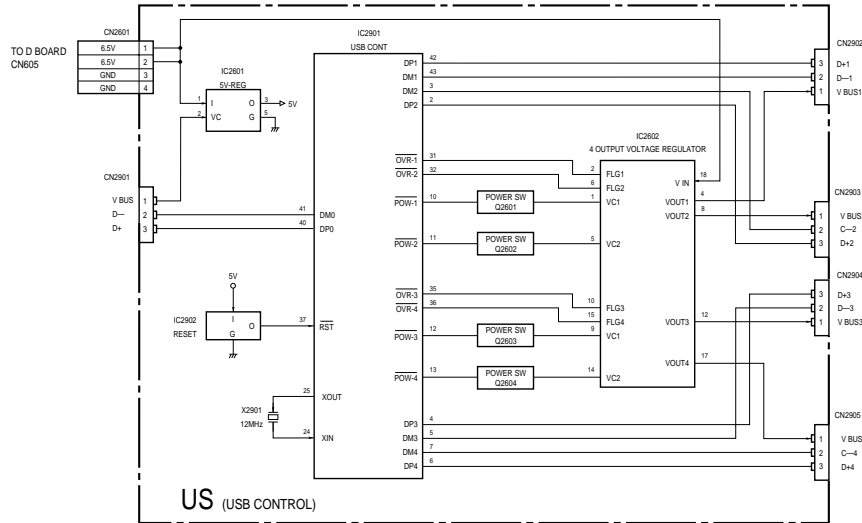 TO D BOARD
CN605
CN2601
6.5V 1
6.5V 2
GND 3
GND 4
IC2601
5V-REG
1 I O 3 5V
2 VC G 5
CN2901
V BUS 1
D— 2
D+ 3
5V
IC2902
RESET
I
O
G
X2901
12MHz
IC2901
USB CONT
41 DM0
40 DP0
37 RST
25 XOUT
24 XIN
DP1 42
DM1 43
DM2 3
DP2 2
OVR-1 31
OVR-2 32
POW-1 10
POW-2 11
OVR-3 35
OVR-4 36
POW-3 12
POW-4 13
DP3 4
DM3 5
DM4 7
DP4 6
POWER SW
Q2601
POWER SW
Q2602
POWER SW
Q2603
POWER SW
Q2604
IC2602
4 OUTPUT VOLTAGE REGULATOR
2 FLG1
6 FLG2
1 VC1
5 VC2
10 FLG3
15 FLG4
9 VC1
14 VC2
V IN 18
VOUT1 4
VOUT2 8
VOUT3 12
VOUT4 17
CN2902
3 D+1
2 D—1
1 V BUS1
CN2903
1 V BUS
2 C—2
3 D+2
CN2904
3 D+3
2 D—3
1 V BUS3
CN2905
1 V BUS
2 C—4
3 D+4
US (USB CONTROL)